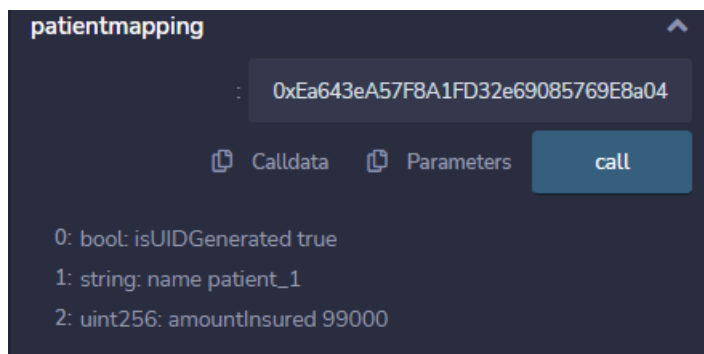 patientmapping
: 0xEa643eA57F8A1FD32e69085769E8a04
Calldata Parameters call
0: bool: isUIDGenerated true
1: string: name patient_1
2: uint256: amountInsured 99000